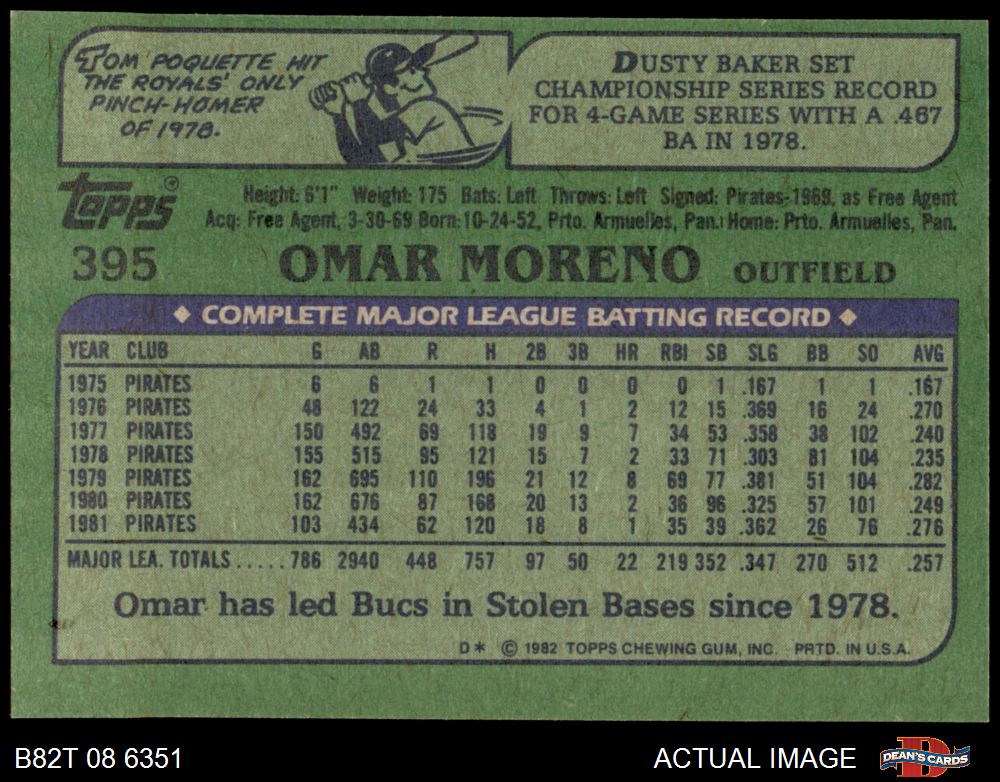 TOM POQUETTE HIT
THE ROYALS' ONLY
PINCH-HOMER
OF 1978.
DUSTY BAKER SET
CHAMPIONSHIP SERIES RECORD
FOR 4-GAME SERIES WITH A .467
BA IN 1978.
Topps®
Height: 6'1" Weight: 175 Bats: Left Throws: Left Signed: Pirates-1969, as Free Agent
Acq: Free Agent, 3-30-69 Born: 10-24-52, Prto. Armuelles, Pan. Home: Prto. Armuelles, Pan.
395 OMAR MORENO OUTFIELD
◆ COMPLETE MAJOR LEAGUE BATTING RECORD ◆
YEAR CLUB G AB R H 2B 3B HR RBI SB SLG BB SO AVG
1975 PIRATES 6 6 1 1 0 0 0 0 1 .167 1 1 .167
1976 PIRATES 48 122 24 33 4 1 2 12 15 .369 16 24 .270
1977 PIRATES 150 492 69 118 19 9 7 34 53 .358 38 102 .240
1978 PIRATES 155 515 95 121 15 7 2 33 71 .303 81 104 .235
1979 PIRATES 162 695 110 196 21 12 8 69 77 .381 51 104 .282
1980 PIRATES 162 676 87 168 20 13 2 36 96 .325 57 101 .249
1981 PIRATES 103 434 62 120 18 8 1 35 39 .362 26 76 .276
MAJOR LEA. TOTALS.....786 2940 448 757 97 50 22 219 352 .347 270 512 .257
Omar has led Bucs in Stolen Bases since 1978.
D* © 1982 TOPPS CHEWING GUM, INC. PRTD. IN U.S.A.
B82T 08 6351 ACTUAL IMAGE DEAN'S CARDS